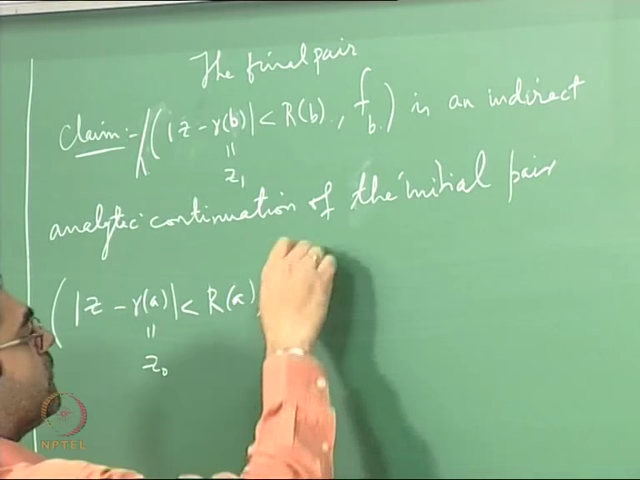 The final pair
Claim:- (|z - γ(b)| < R(b), f_b) is an indirect
=
z₁
analytic continuation of the initial pair
(|z - γ(a)| < R(a),
=
z₀
NPTEL